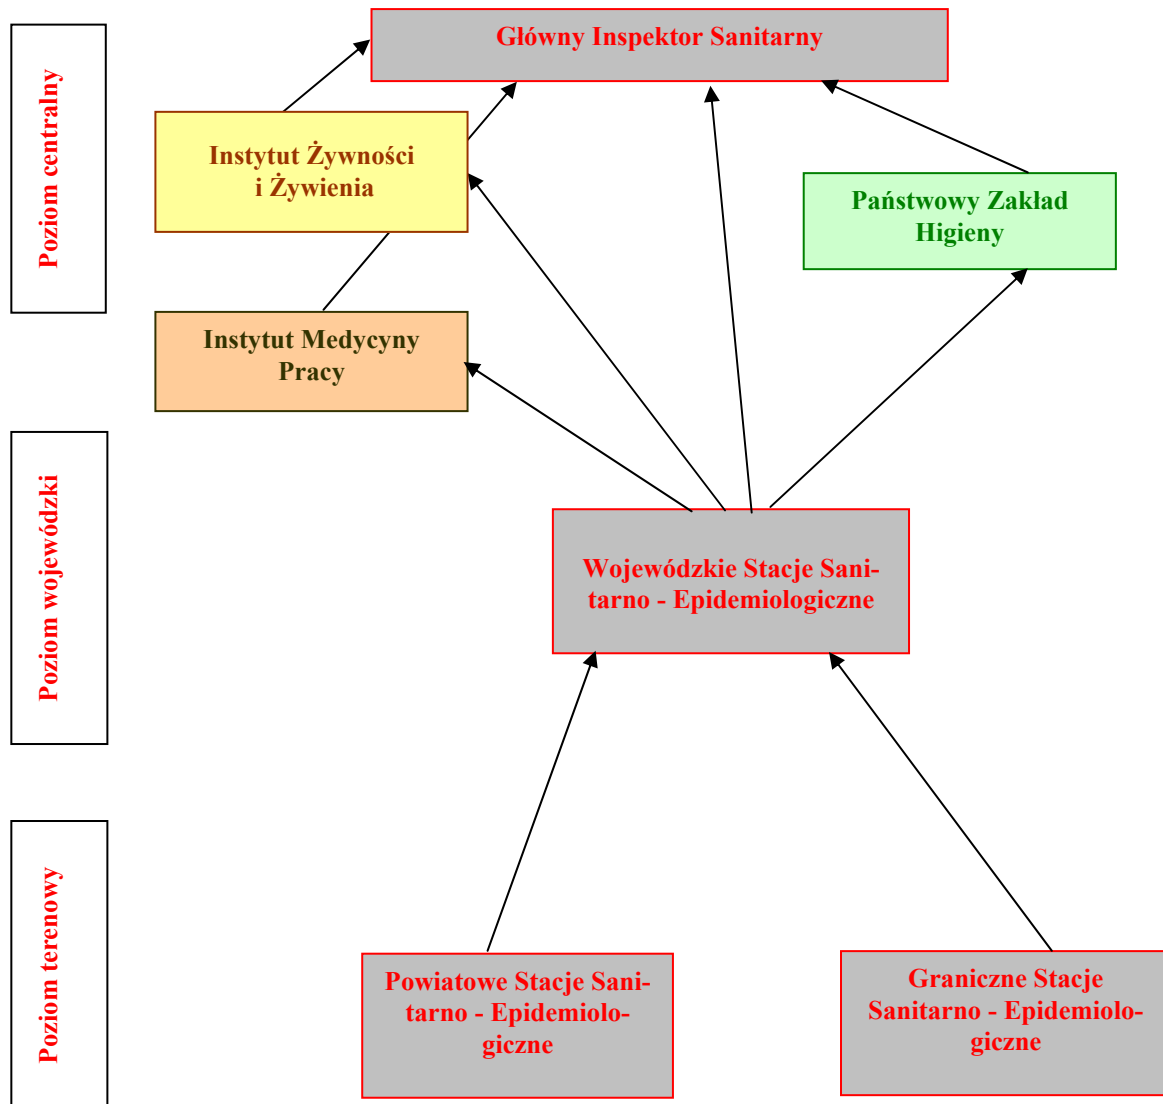 Poziom centralny
Główny Inspektor Sanitarny
Instytut Żywności
i Żywienia
Państwowy Zakład
Higieny
Instytut Medycyny
Pracy
Poziom wojewódzki
Wojewódzkie Stacje Sani-
tarno - Epidemiologiczne
Poziom terenowy
Powiatowe Stacje Sani-
tarno - Epidemiolo-
giczne
Graniczne Stacje
Sanitarno - Epidemiolo-
giczne